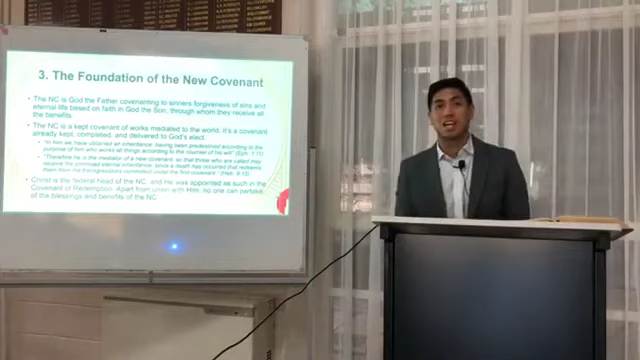 3. The Foundation of the New Covenant
• The NC is God the Father covenanting to sinners forgiveness of sins and
eternal life based on faith in God the Son, through whom they receive all
the benefits.
• The NC is a kept covenant of works mediated to the world. It's a covenant
already kept, completed, and delivered to God's elect.
• "In him we have obtained an inheritance, having been predestined according to the
purpose of him who works all things according to the counsel of his will" (Eph. 1:11)
• "Therefore he is the mediator of a new covenant, so that those who are called may
receive the promised eternal inheritance, since a death has occurred that redeems
them from the transgressions committed under the first covenant." (Heb. 9:15)
• Christ is the federal head of the NC, and He was appointed as such in the
Covenant of Redemption. Apart from union with Him, no one can partake
of the blessings and benefits of the NC.